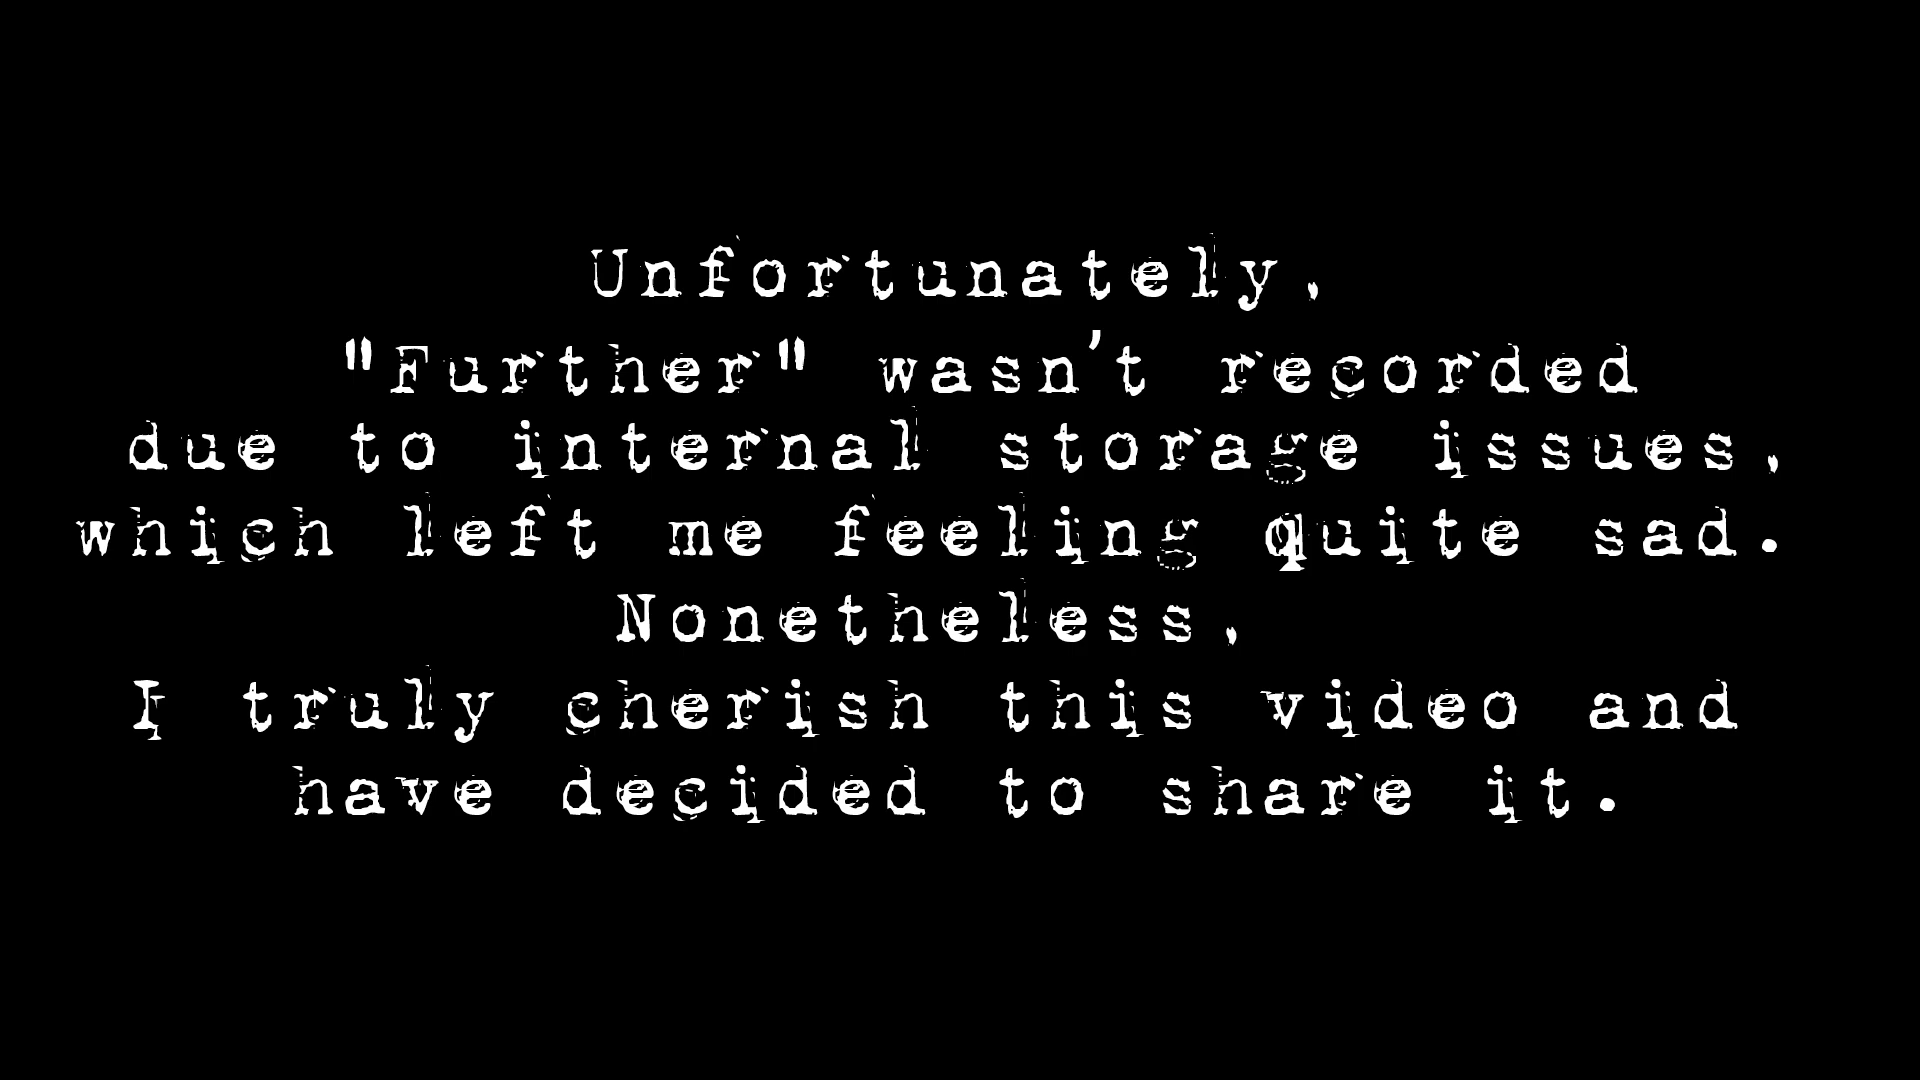 Unfortunately,
"Further" wasn't recorded
due to internal storage issues,
which left me feeling quite sad.
Nonetheless,
I truly cherish this video and
have decided to share it.